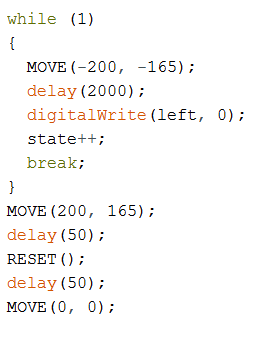 while (1)
{
  MOVE(-200, -165);
  delay(2000);
  digitalWrite(left, 0);
  state++;
  break;
}
MOVE(200, 165);
delay(50);
RESET();
delay(50);
MOVE(0, 0);